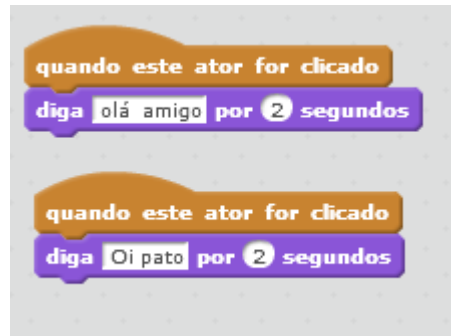 quando este ator for clicado
diga olá amigo por 2 segundos
quando este ator for clicado
diga Oi pato por 2 segundos